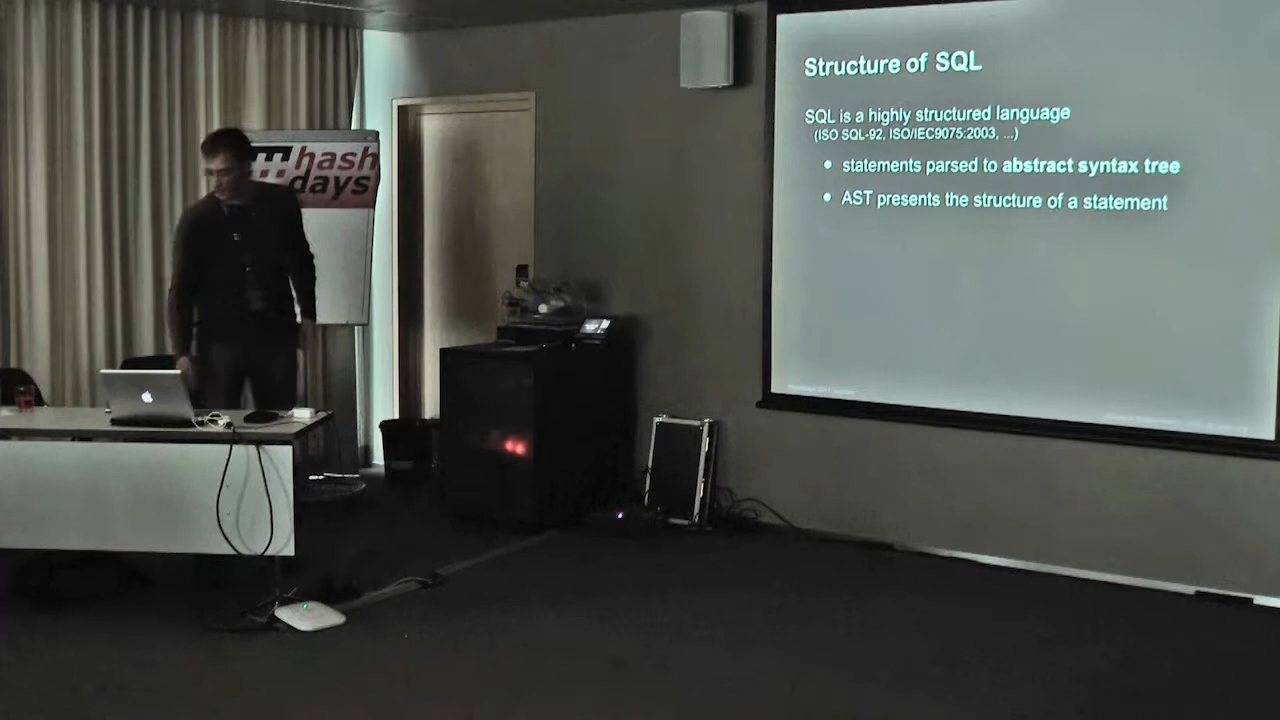 hash
days
Structure of SQL
SQL is a highly structured language
(ISO SQL-92, ISO/IEC9075:2003, ...)
• statements parsed to abstract syntax tree
• AST presents the structure of a statement